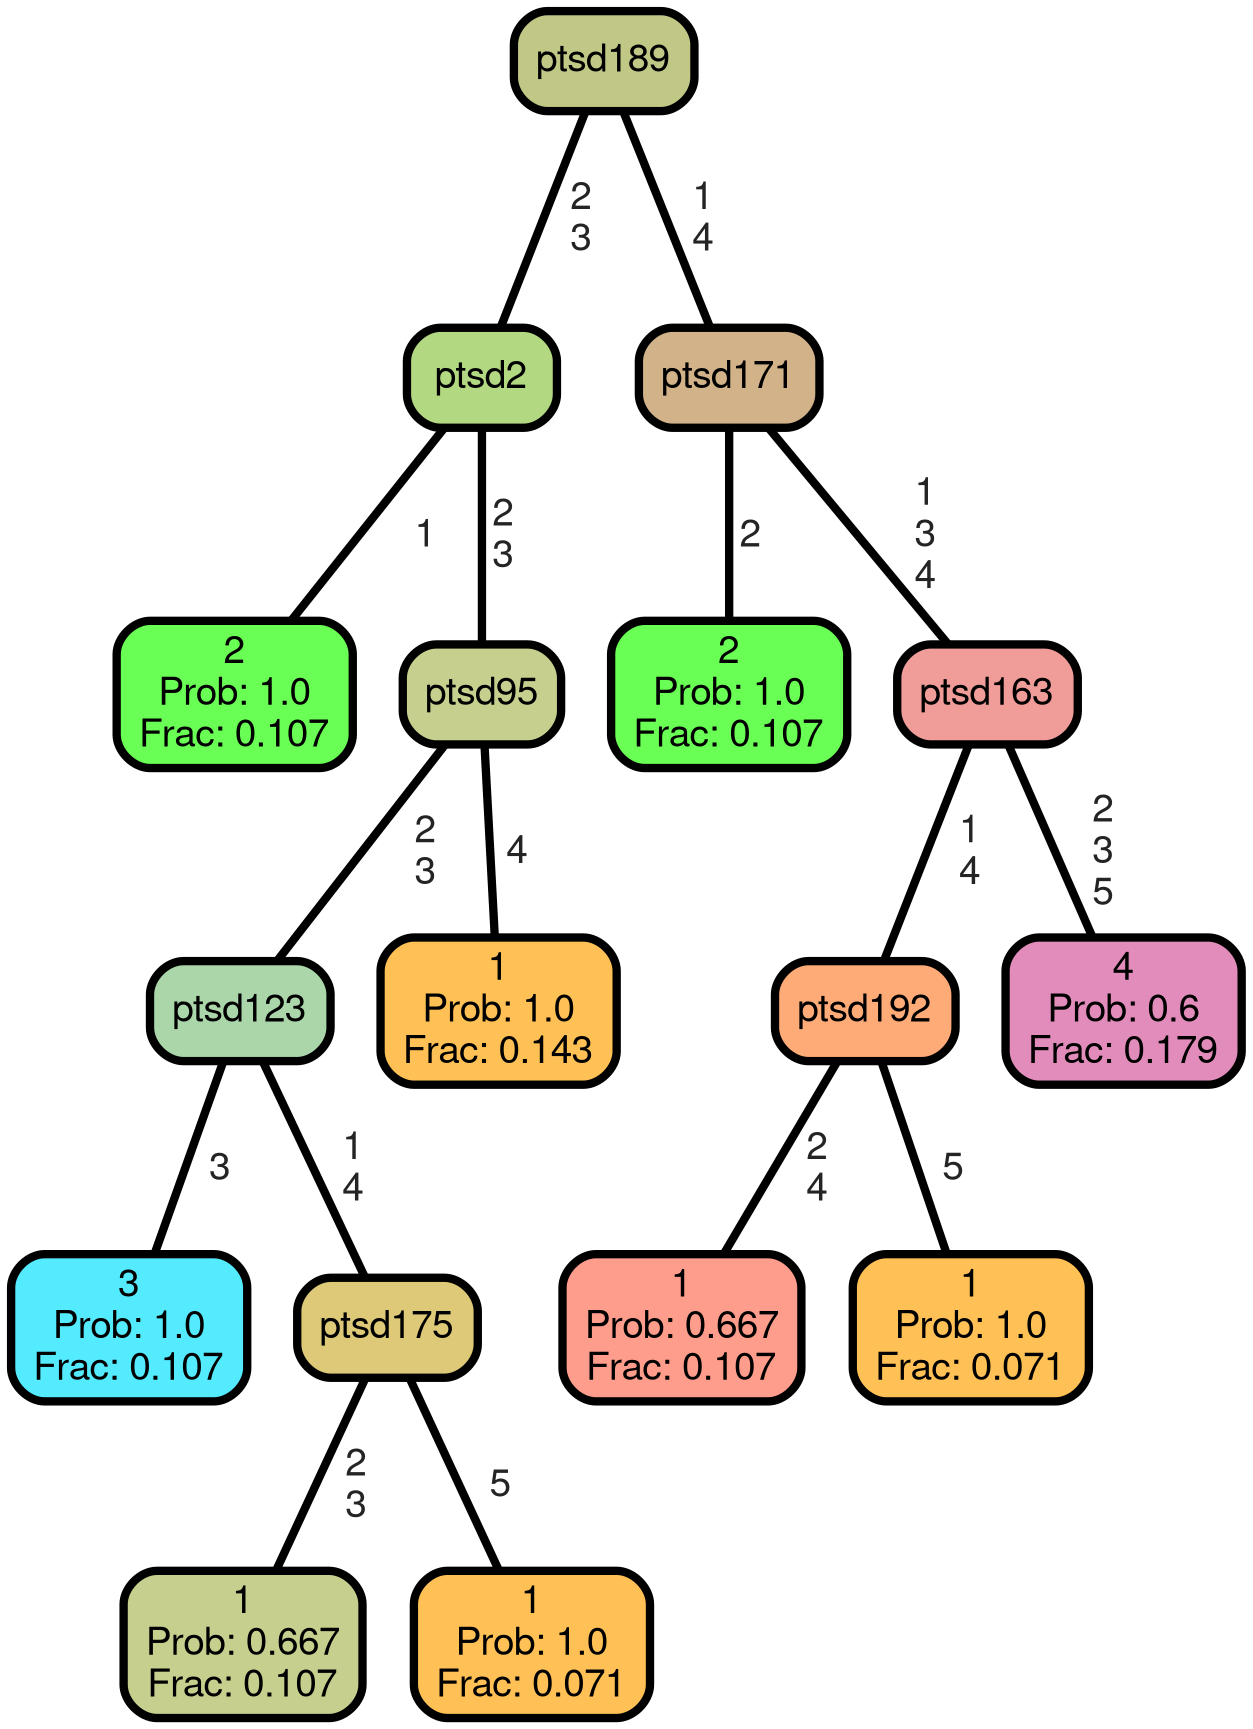 ptsd189
2
3
1
4
ptsd2
ptsd171
1
2
3
2
1
3
4
2
Prob: 1.0
Frac: 0.107
ptsd95
2
Prob: 1.0
Frac: 0.107
ptsd163
2
3
4
1
4
2
3
5
ptsd123
1
Prob: 1.0
Frac: 0.143
ptsd192
4
Prob: 0.6
Frac: 0.179
3
1
4
2
4
5
3
Prob: 1.0
Frac: 0.107
ptsd175
1
Prob: 0.667
Frac: 0.107
1
Prob: 1.0
Frac: 0.071
2
3
5
1
Prob: 0.667
Frac: 0.107
1
Prob: 1.0
Frac: 0.071